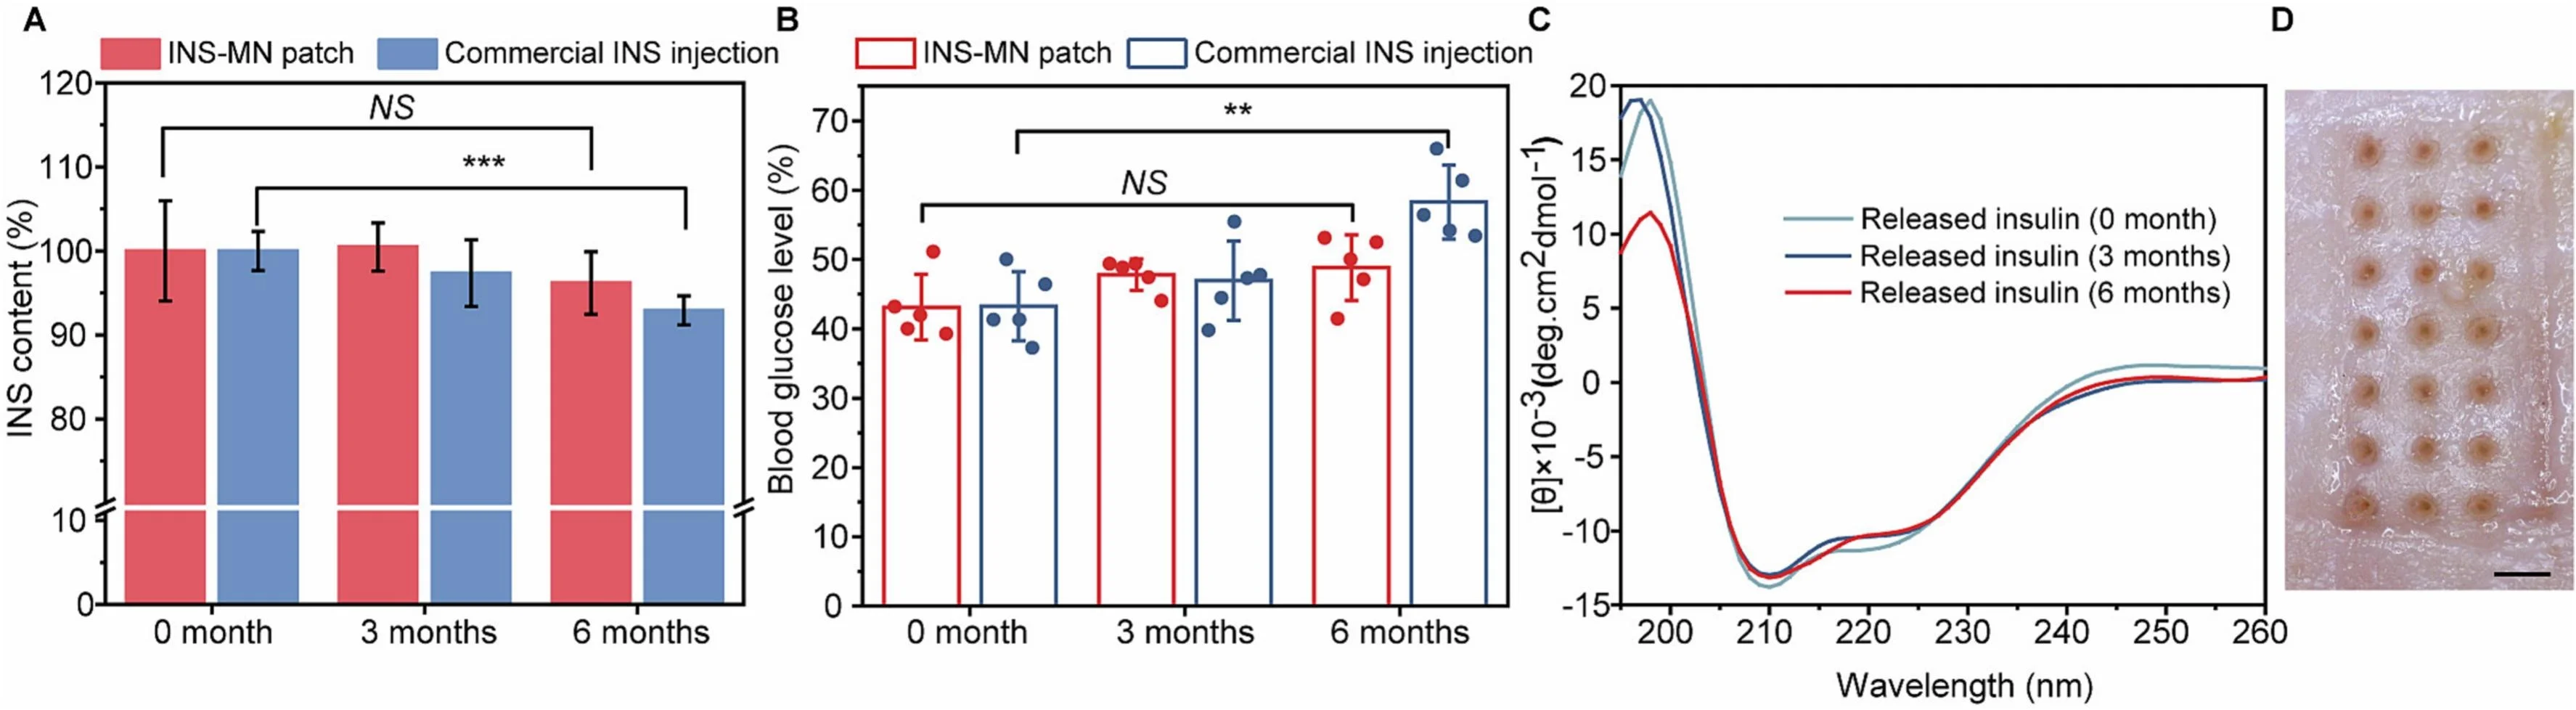 A
INS-MN patch
Commercial INS injection
INS content (%)
120
110
100
90
80
10
0
NS
***
0 month
3 months
6 months
B
INS-MN patch
Commercial INS injection
Blood glucose level (%)
70
60
50
40
30
20
10
0
**
NS
0 month
3 months
6 months
C
[θ]×10⁻³(deg.cm²dmol⁻¹)
20
15
10
5
0
-5
-10
-15
Released insulin (0 month)
Released insulin (3 months)
Released insulin (6 months)
200 210 220 230 240 250 260
Wavelength (nm)
D